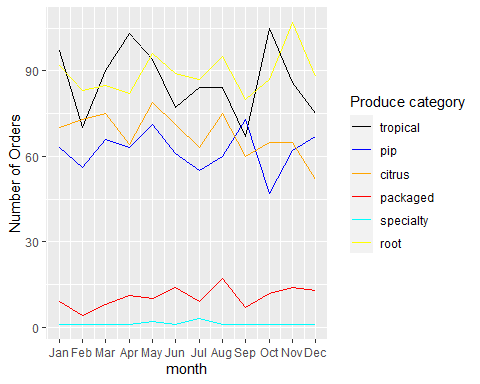 Number of Orders
90
60
30
0
Jan Feb Mar Apr May Jun Jul Aug Sep Oct Nov Dec
month
Produce category
tropical
pip
citrus
packaged
specialty
root